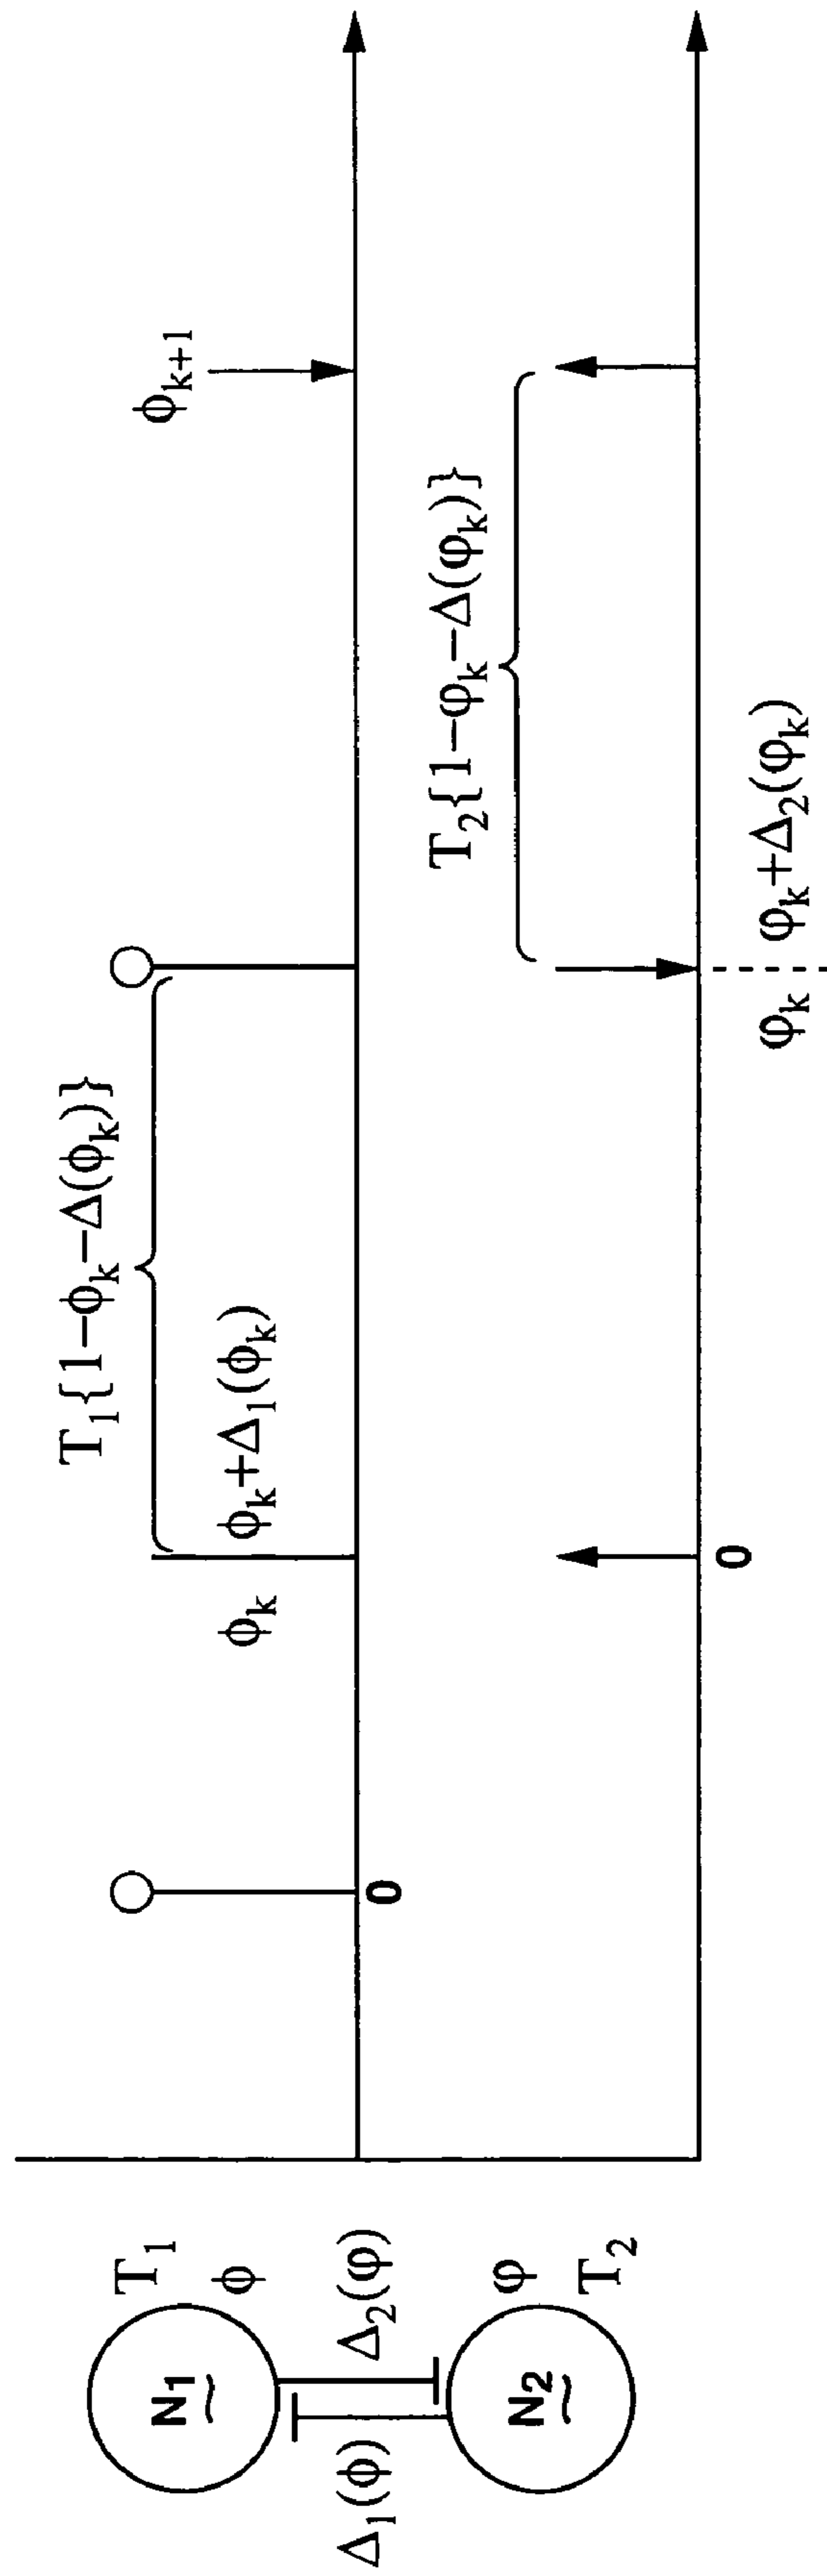 N₁
T₁
ϕ
Δ₁(ϕ)
Δ₂(φ)
N₂
φ
T₂
0
T₁{1−ϕₖ−Δ(ϕₖ)}
ϕₖ
ϕₖ+Δ₁(ϕₖ)
ϕₖ₊₁
0
T₂{1−φₖ−Δ(φₖ)}
φₖ
φₖ+Δ₂(φₖ)